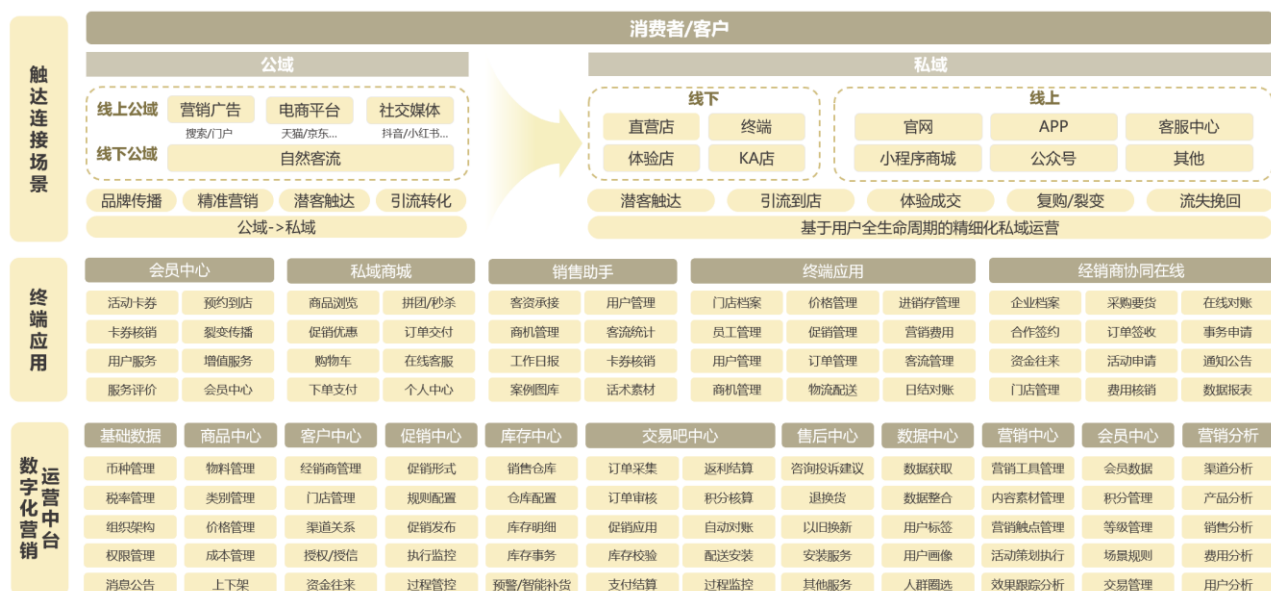 消费者/客户
触达连接场景
公域
私域
线上公域 营销广告 电商平台 社交媒体
搜索/门户 天猫/京东... 抖音/小红书...
线下公域 自然客流
线下
直营店 终端
体验店 KA店
线上
官网 APP 客服中心
小程序商城 公众号 其他
品牌传播 精准营销 潜客触达 引流转化
公域->私域
潜客触达 引流到店 体验成交 复购/裂变 流失挽回
基于用户全生命周期的精细化私域运营
终端应用
会员中心 私域商城 销售助手 终端应用 经销商协同在线
活动卡券 预约到店 商品浏览 拼团/秒杀 客资承接 用户管理 门店档案 价格管理 进销存管理 企业档案 采购要货 在线对账
卡券核销 裂变传播 促销优惠 订单交付 商机管理 客流统计 员工管理 促销管理 营销费用 合作签约 订单签收 事务申请
用户服务 增值服务 购物车 在线客服 工作日报 卡券核销 用户管理 订单管理 客流管理 资金往来 活动申请 通知公告
服务评价 会员中心 下单支付 个人中心 案例图库 话术素材 商机管理 物流配送 日结对账 门店管理 费用核销 数据报表
数字化营销
运营中台
基础数据 商品中心 客户中心 促销中心 库存中心 交易吧中心 售后中心 数据中心 营销中心 会员中心 营销分析
币种管理 物料管理 经销商管理 促销形式 销售仓库 订单采集 返利结算 咨询投诉建议 数据获取 营销工具管理 会员数据 渠道分析
税率管理 类别管理 门店管理 规则配置 仓库配置 订单审核 积分核算 退换货 数据整合 内容素材管理 积分管理 产品分析
组织架构 价格管理 渠道关系 促销发布 库存明细 促销应用 自动对账 以旧换新 用户标签 营销触点管理 等级管理 销售分析
权限管理 成本管理 授权/授信 执行监控 库存事务 库存校验 配送安装 安装服务 用户画像 活动策划执行 场景规则 费用分析
消息公告 上下架 资金往来 过程管控 预警/智能补货 支付结算 过程监控 其他服务 人群圈选 效果跟踪分析 交易管理 用户分析